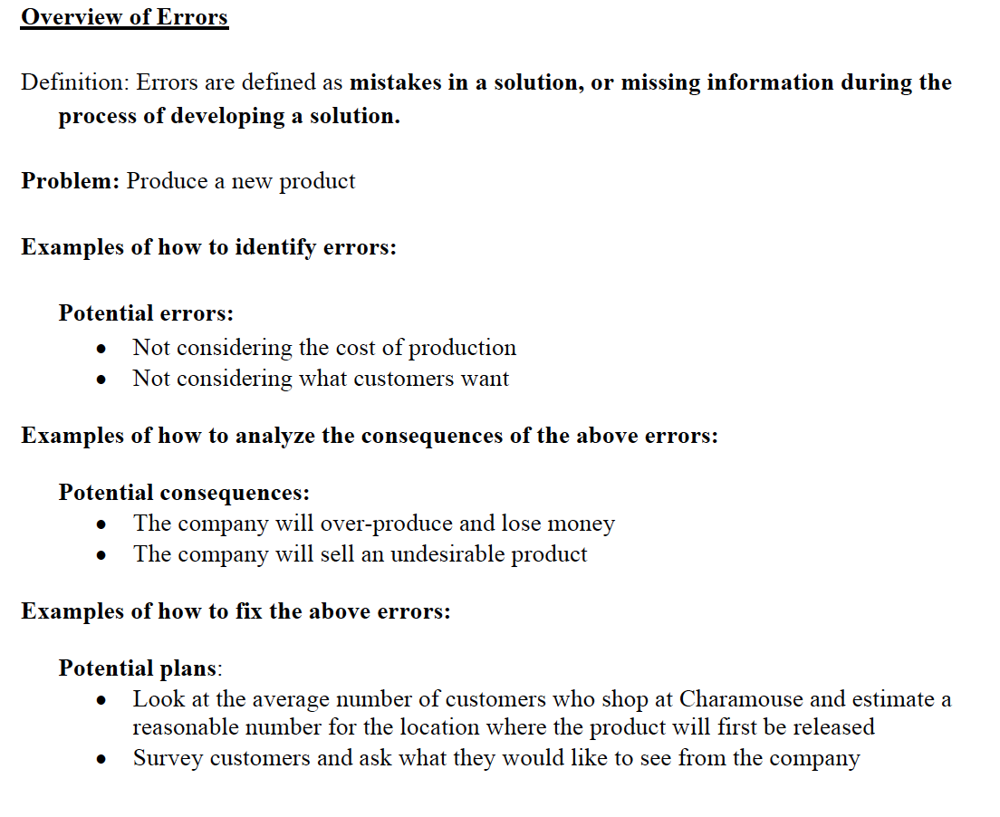 Overview of Errors
Definition: Errors are defined as mistakes in a solution, or missing information during the
process of developing a solution.
Problem: Produce a new product
Examples of how to identify errors:
Potential errors:
• Not considering the cost of production
• Not considering what customers want
Examples of how to analyze the consequences of the above errors:
Potential consequences:
• The company will over-produce and lose money
• The company will sell an undesirable product
Examples of how to fix the above errors:
Potential plans:
• Look at the average number of customers who shop at Charamouse and estimate a
reasonable number for the location where the product will first be released
• Survey customers and ask what they would like to see from the company